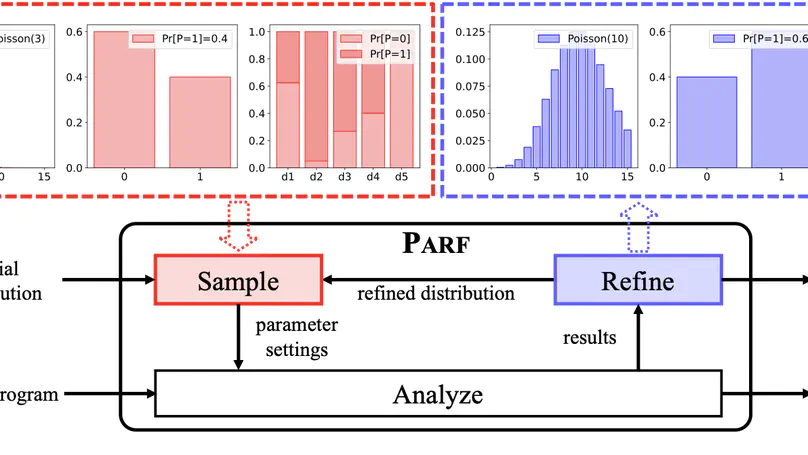 oisson(3)
0.6
0.4
0.2
0.0
Pr[P=1]=0.4
0
1
1.0
0.8
0.6
0.4
0.2
0.0
Pr[P=0]
Pr[P=1]
d1 d2 d3 d4 d5
0.125
0.100
0.075
0.050
0.025
0.000
Poisson(10)
0 5 10 15
0.6
0.4
0.2
0.0
Pr[P=1]=0.6
0 1
0 15
PARF
ial
ution
Sample
refined distribution
Refine
parameter
settings
results
rogram
Analyze